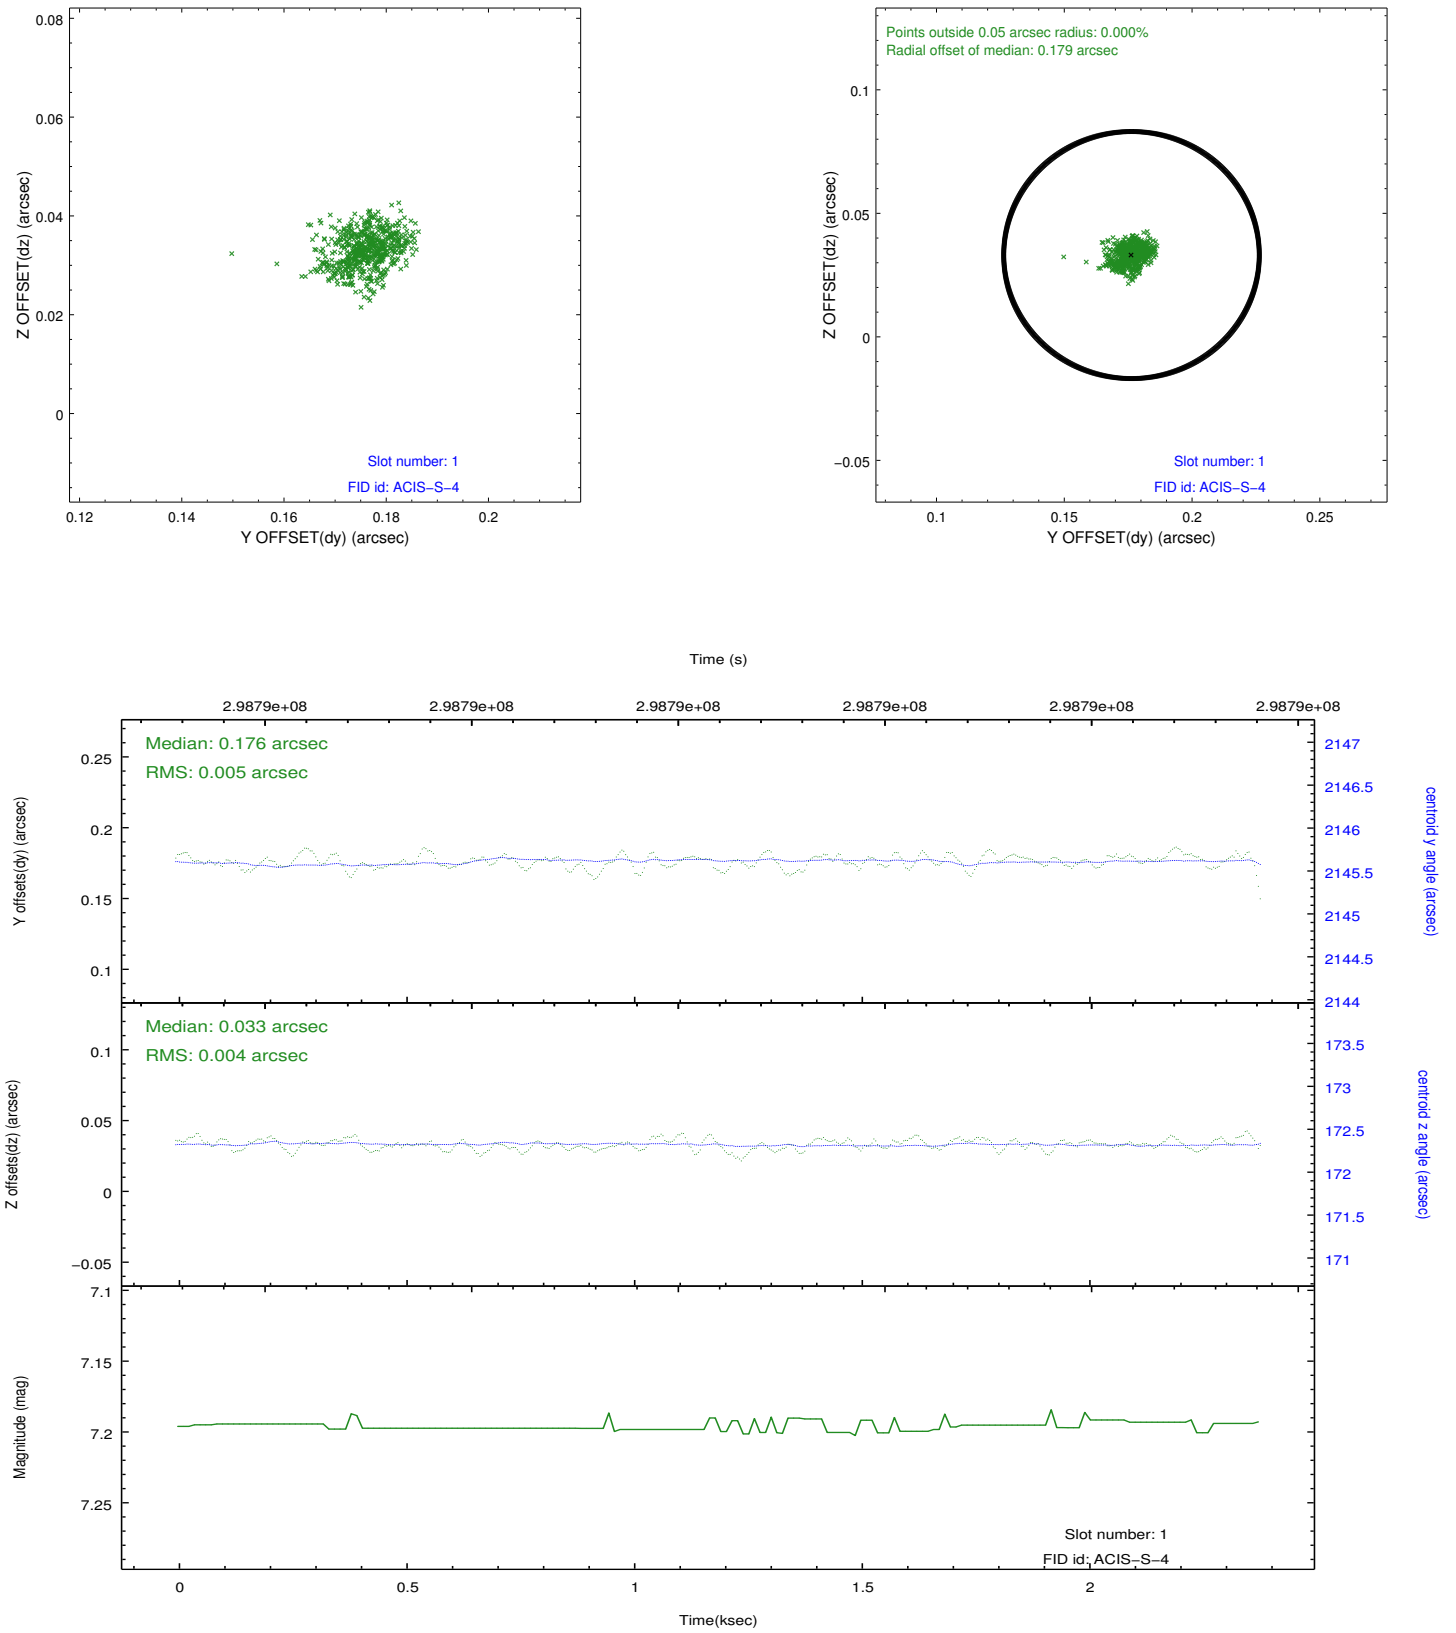 0.08
0.06
0.04
0.02
0
Z OFFSET(dz) (arcsec)
Slot number: 1
FID id: ACIS−S−4
0.12 0.14 0.16 0.18 0.2
Y OFFSET(dy) (arcsec)
Points outside 0.05 arcsec radius: 0.000%
Radial offset of median: 0.179 arcsec
0.1
0.05
0
−0.05
Z OFFSET(dz) (arcsec)
Slot number: 1
FID id: ACIS−S−4
0.1 0.15 0.2 0.25
Y OFFSET(dy) (arcsec)
Time (s)
2.9879e+08 2.9879e+08 2.9879e+08 2.9879e+08 2.9879e+08 2.9879e+08
Median: 0.176 arcsec
RMS: 0.005 arcsec
0.25
0.2
0.15
0.1
Y offsets(dy) (arcsec)
2147
2146.5
2146
2145.5
2145
2144.5
2144
centroid y angle (arcsec)
Median: 0.033 arcsec
RMS: 0.004 arcsec
0.1
0.05
0
−0.05
Z offsets(dz) (arcsec)
173.5
173
172.5
172
171.5
171
centroid z angle (arcsec)
7.1
7.15
7.2
7.25
Magnitude (mag)
Slot number: 1
FID id: ACIS−S−4
0 0.5 1 1.5 2
Time(ksec)